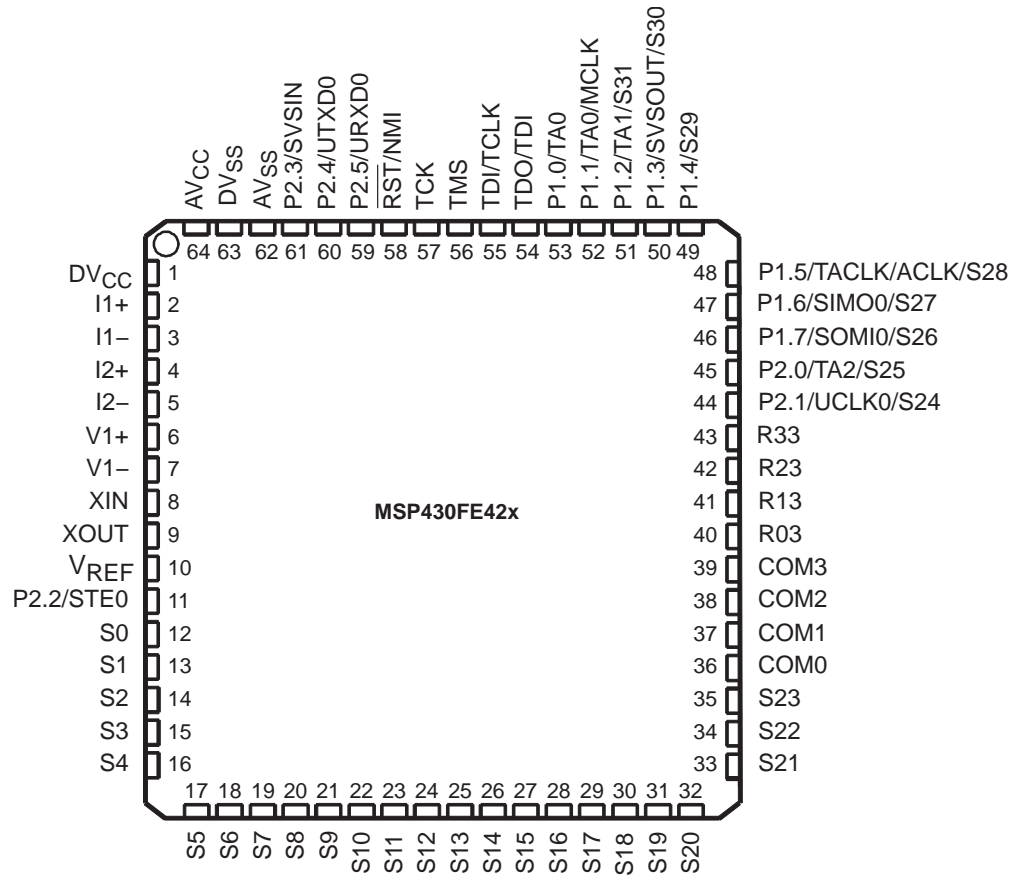 AVCC
DVSS
AVSS
P2.3/SVSIN
P2.4/UTXD0
P2.5/URXD0
RST/NMI
TCK
TMS
TDI/TCLK
TDO/TDI
P1.0/TA0
P1.1/TA0/MCLK
P1.2/TA1/S31
P1.3/SVSOUT/S30
P1.4/S29
64 63 62 61 60 59 58 57 56 55 54 53 52 51 50 49
DVCC 1
I1+ 2
I1− 3
I2+ 4
I2− 5
V1+ 6
V1− 7
XIN 8
XOUT 9
VREF 10
P2.2/STE0 11
S0 12
S1 13
S2 14
S3 15
S4 16
MSP430FE42x
48 P1.5/TACLK/ACLK/S28
47 P1.6/SIMO0/S27
46 P1.7/SOMI0/S26
45 P2.0/TA2/S25
44 P2.1/UCLK0/S24
43 R33
42 R23
41 R13
40 R03
39 COM3
38 COM2
37 COM1
36 COM0
35 S23
34 S22
33 S21
17 18 19 20 21 22 23 24 25 26 27 28 29 30 31 32
S5
S6
S7
S8
S9
S10
S11
S12
S13
S14
S15
S16
S17
S18
S19
S20